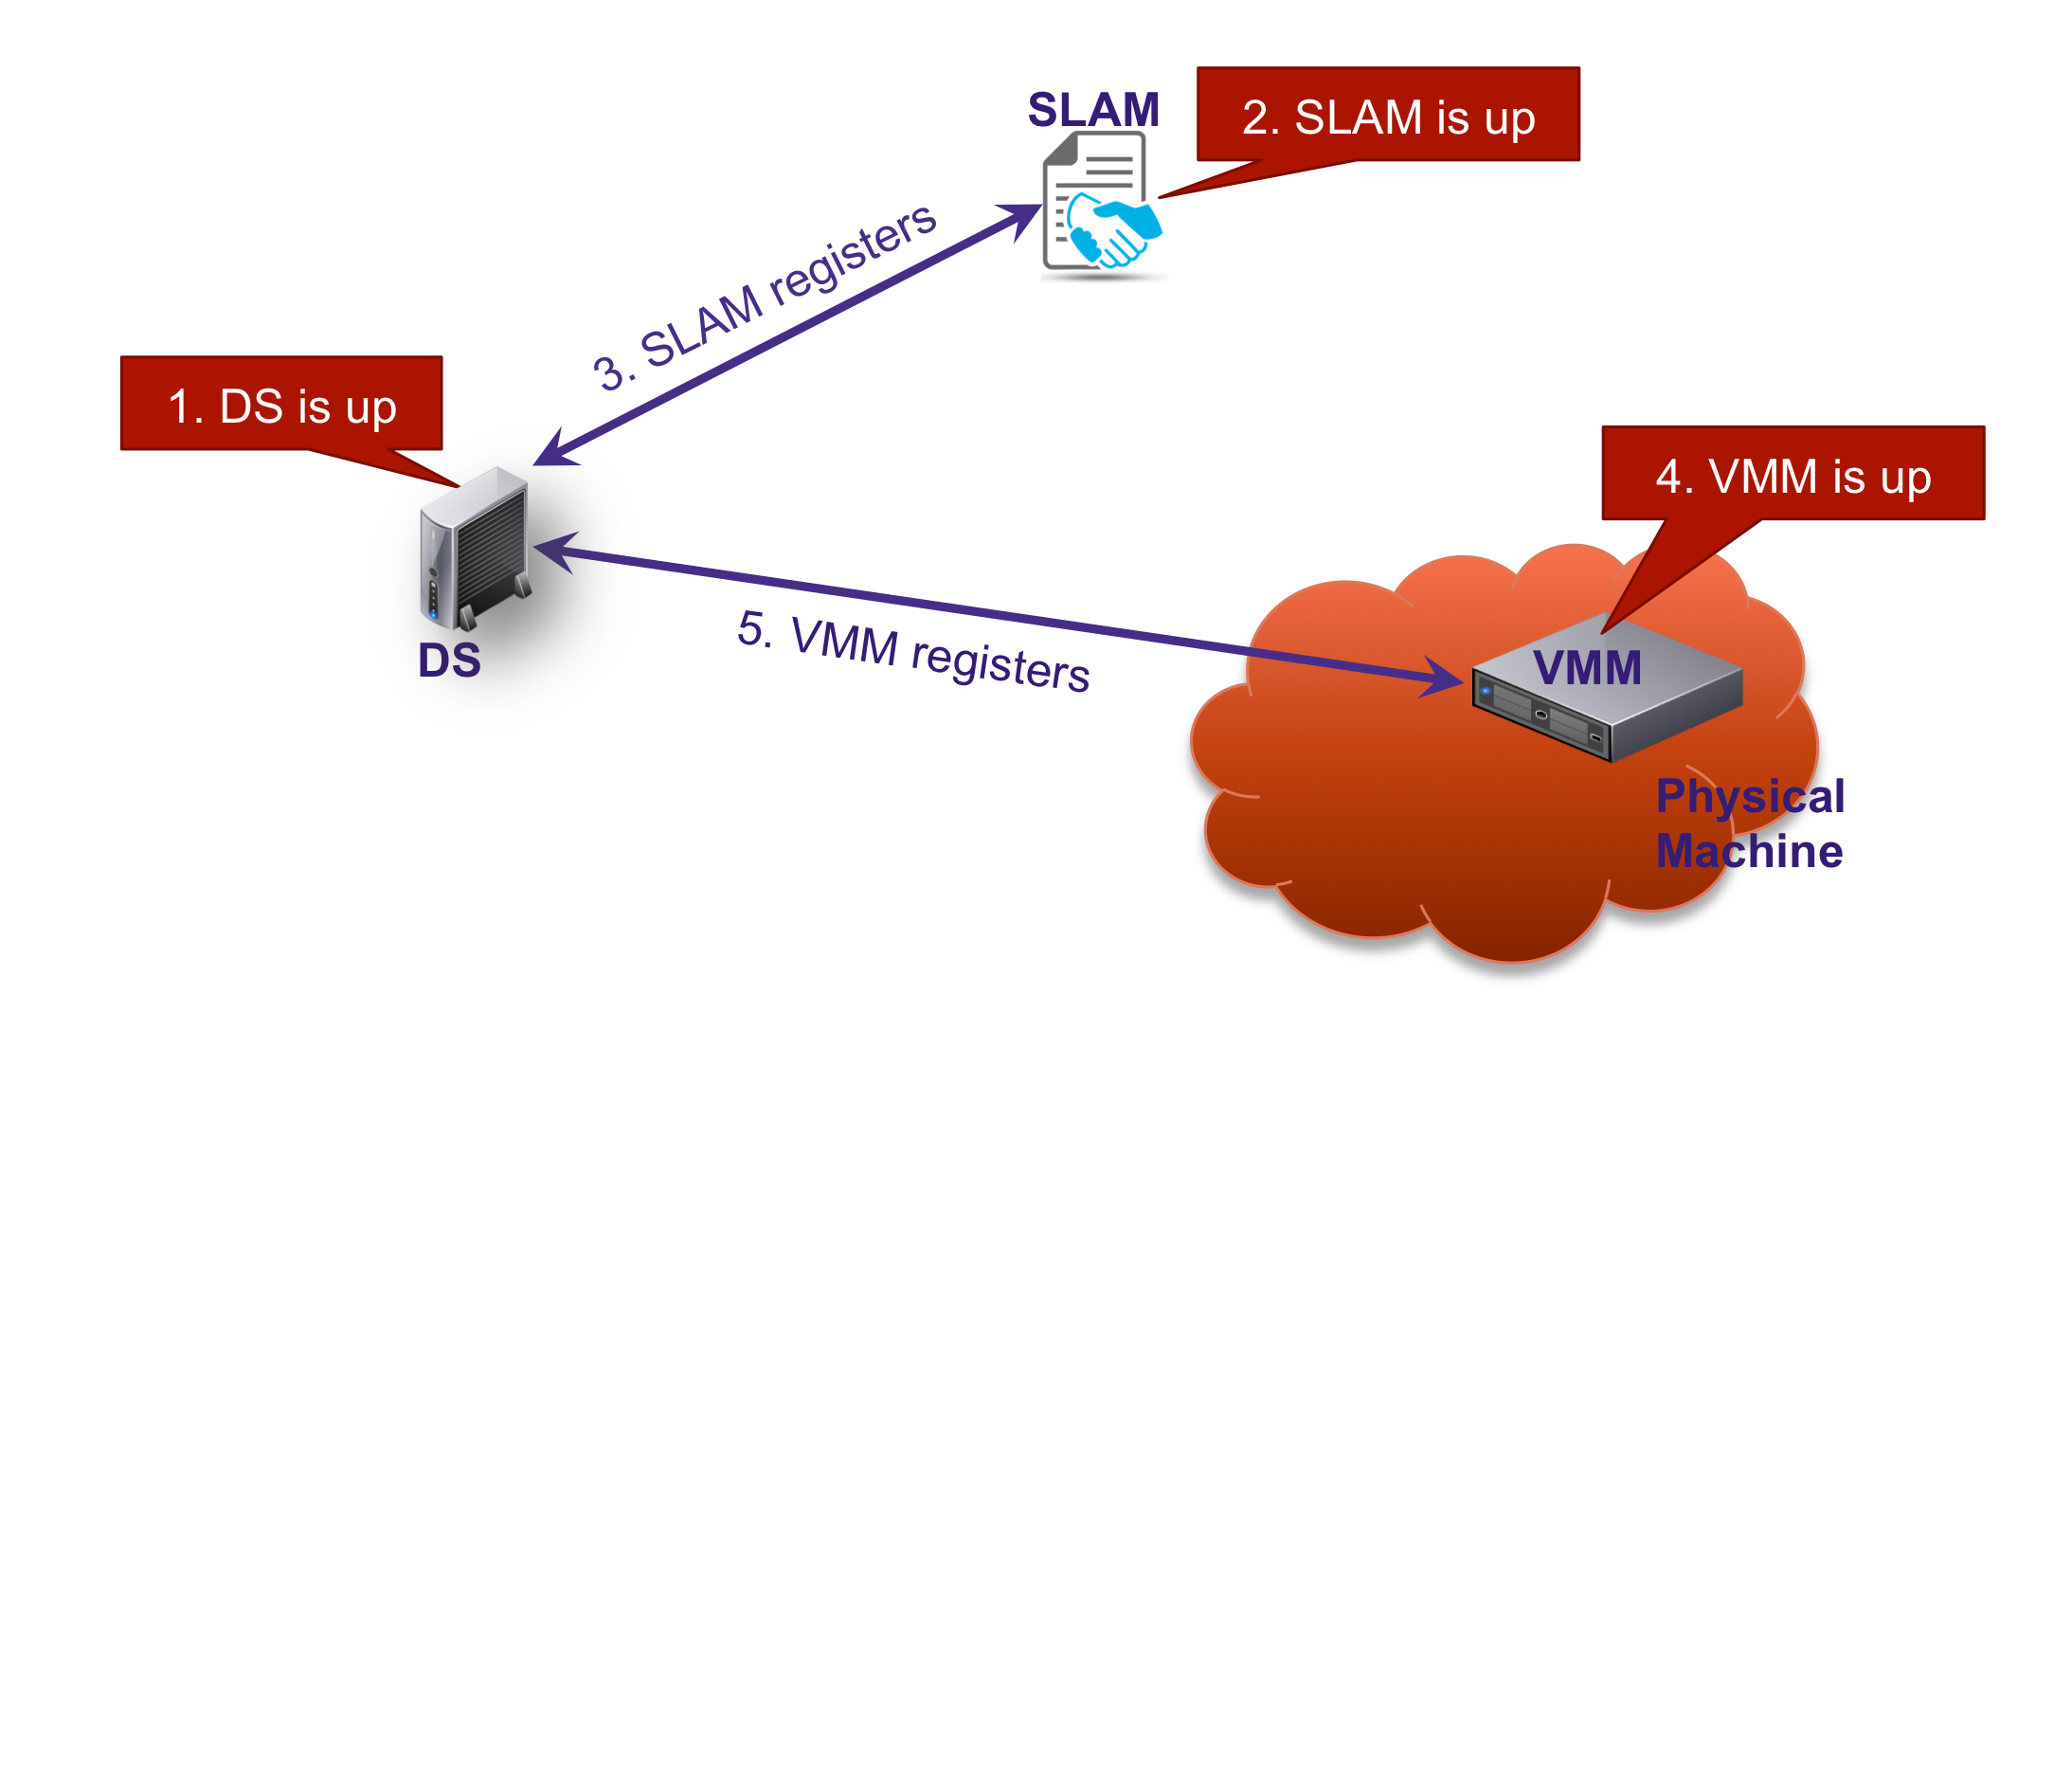 SLAM
2. SLAM is up
3. SLAM registers
1. DS is up
4. VMM is up
DS
5. VMM registers
VMM
Physical
Machine